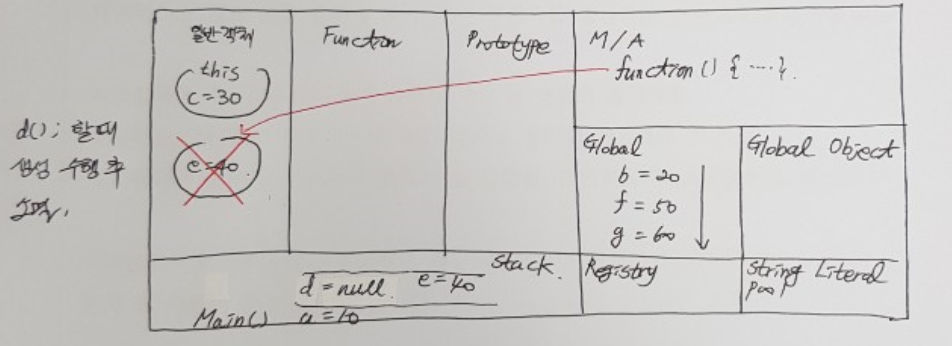 d(); 할때
생성 수행 후
소멸.
일반객체
this
c=30
e=40
Function
Prototype
M/A
function () { ....}.
Global
b = 20
f = 50
g = 60
Global Object
Stack.
d = null. e = 40
Main() a = 10
Registry
String Literal
pool